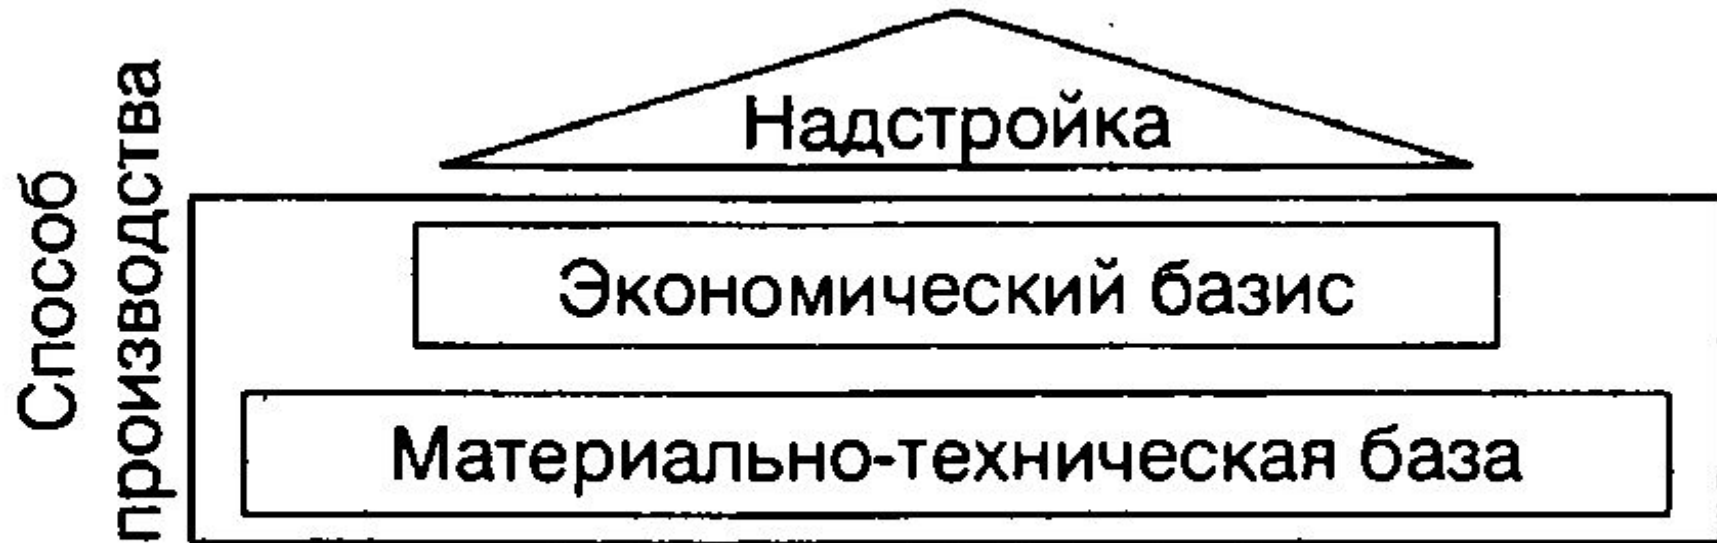 Способ
производства
Надстройка
Экономический базис
Материально-техническая база